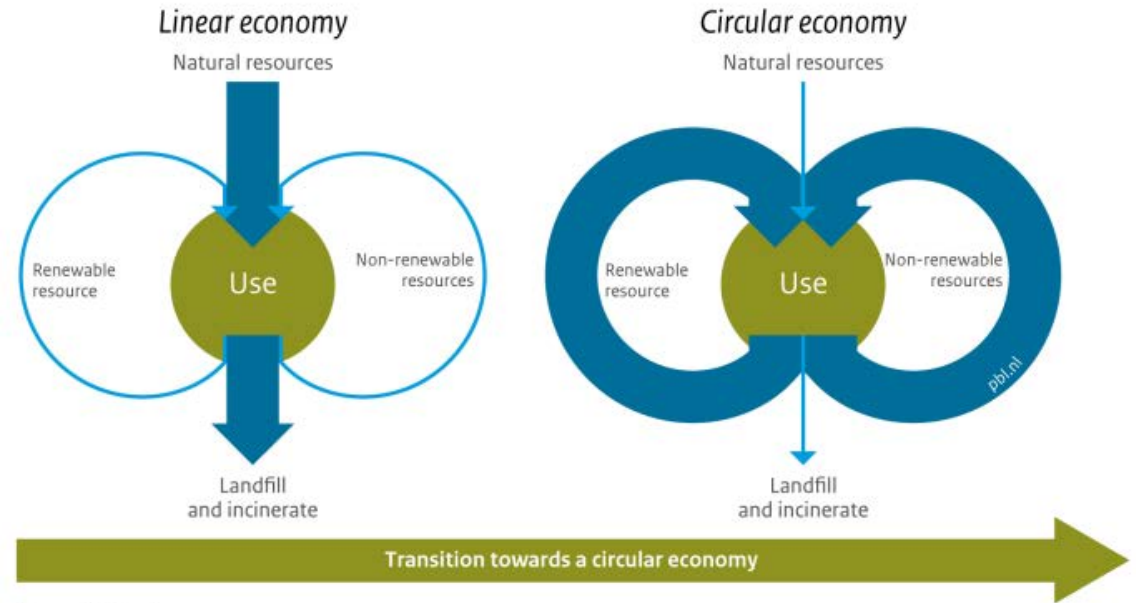 Linear economy
Natural resources
Renewable
resource
Use
Non-renewable
resources
Landfill
and incinerate
Circular economy
Natural resources
Renewable
resource
Use
Non-renewable
resources
pbl.nl
Landfill
and incinerate
Transition towards a circular economy